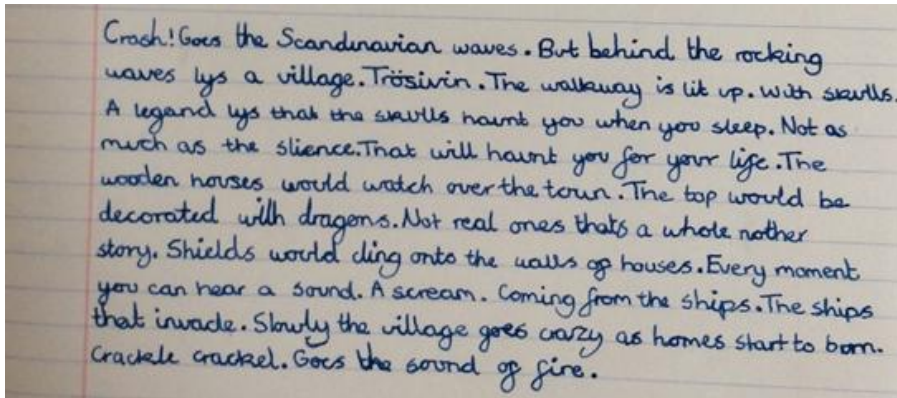 Crash! Goes the Scandinavian waves. But behind the rocking
waves lys a village. Trösivin. The walkway is lit up. With skulls.
A legand lys that the skulls haunt you when you sleep. Not as
much as the slience. That will haunt you for your life. The
wooden houses would watch over the town. The top would be
decorated with dragons. Not real ones thats a whole nother
story. Shields would cling onto the walls of houses. Every moment
you can hear a sound. A scream. Coming from the ships. The ships
that invade. Slowly the village goes crazy as homes start to born.
Crackele crackel. Goes the sound of fire.